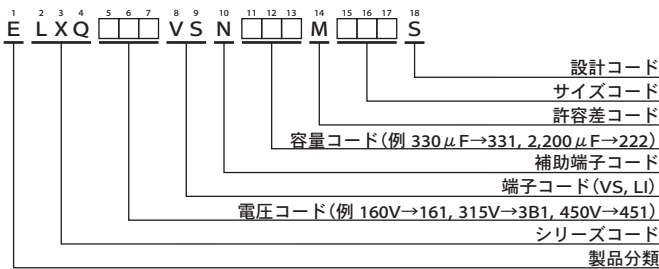 1 2 3 4 5 6 7 8 9 10 11 12 13 14 15 16 17 18
E LXQ □□□ VS N □□□ M □□□ S
設計コード
サイズコード
許容差コード
容量コード(例 330μF→331, 2,200μF→222)
補助端子コード
端子コード(VS, LI)
電圧コード(例 160V→161, 315V→3B1, 450V→451)
シリーズコード
製品分類